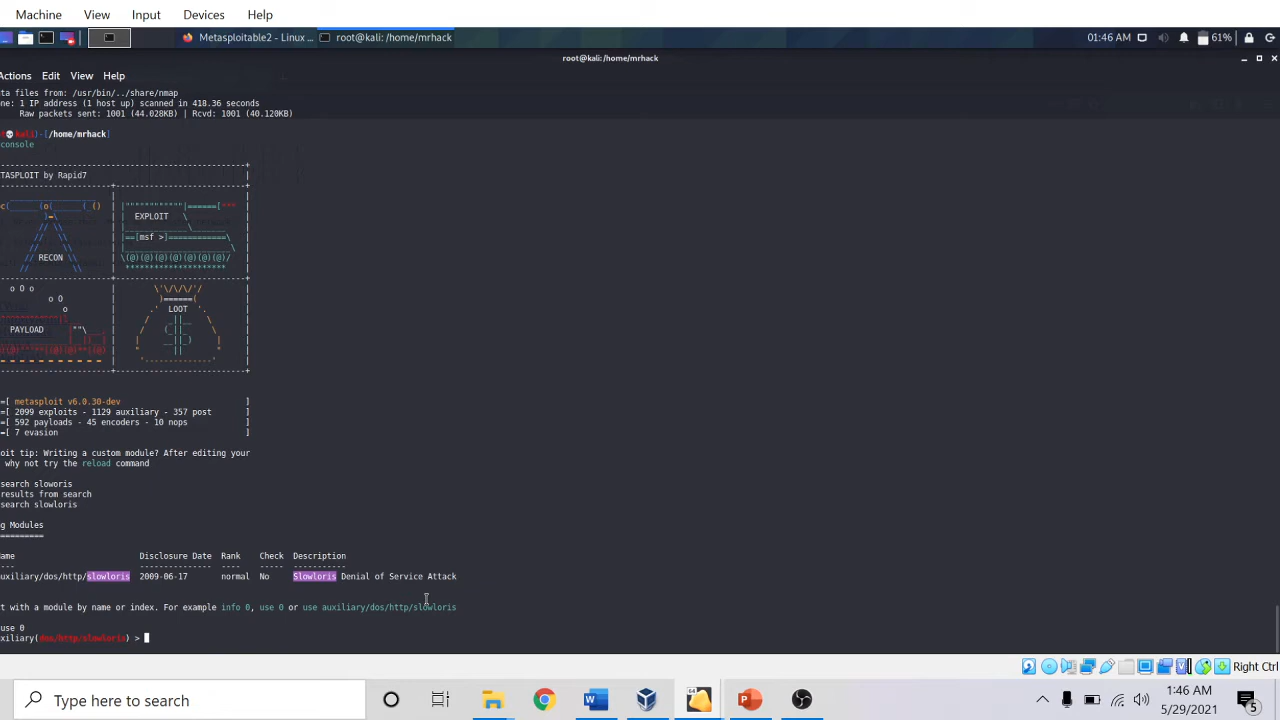 Machine View Input Devices Help
Metasploitable2 - Linux ... root@kali: /home/mrhack 01:46 AM 61%
root@kali: /home/mrhack
Actions Edit View Help
ta files from: /usr/bin/../share/nmap
ne: 1 IP address (1 host up) scanned in 418.36 seconds
Raw packets sent: 1001 (44.028KB) | Rcvd: 1001 (40.120KB)
kali)-[/home/mrhack]
console
TASPLOIT by Rapid7
EXPLOIT
|==[msf >]============\
RECON
\(@)(@)(@)(@)(@)(@)(@)/
*********************
o O o
o O
o
LOOT
PAYLOAD
=[ metasploit v6.0.30-dev ]
=[ 2099 exploits - 1129 auxiliary - 357 post ]
=[ 592 payloads - 45 encoders - 10 nops ]
=[ 7 evasion ]
oit tip: Writing a custom module? After editing your
why not try the reload command
search sloworis
results from search
search slowloris
g Modules
=========
ame Disclosure Date Rank Check Description
--- --------------- ---- ----- -----------
auxiliary/dos/http/slowloris 2009-06-17 normal No Slowloris Denial of Service Attack
t with a module by name or index. For example info 0, use 0 or use auxiliary/dos/http/slowloris
use 0
xiliary(dos/http/slowloris) >
Right Ctrl
Type here to search
64
1:46 AM
5/29/2021
5